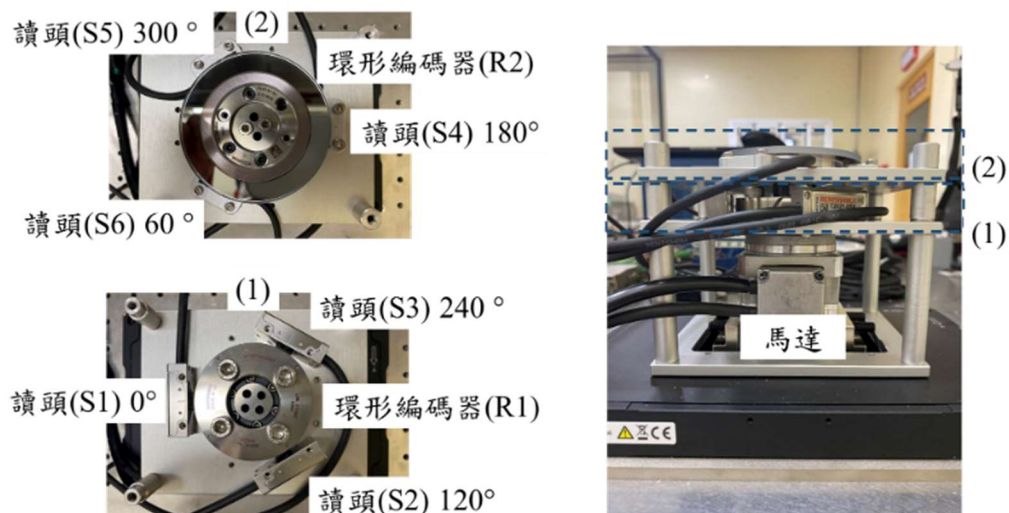 讀頭(S5) 300 °
(2)
環形編碼器(R2)
讀頭(S4) 180°
讀頭(S6) 60 °
(1)
讀頭(S3) 240 °
讀頭(S1) 0°
環形編碼器(R1)
讀頭(S2) 120°
(2)
(1)
馬達
CE